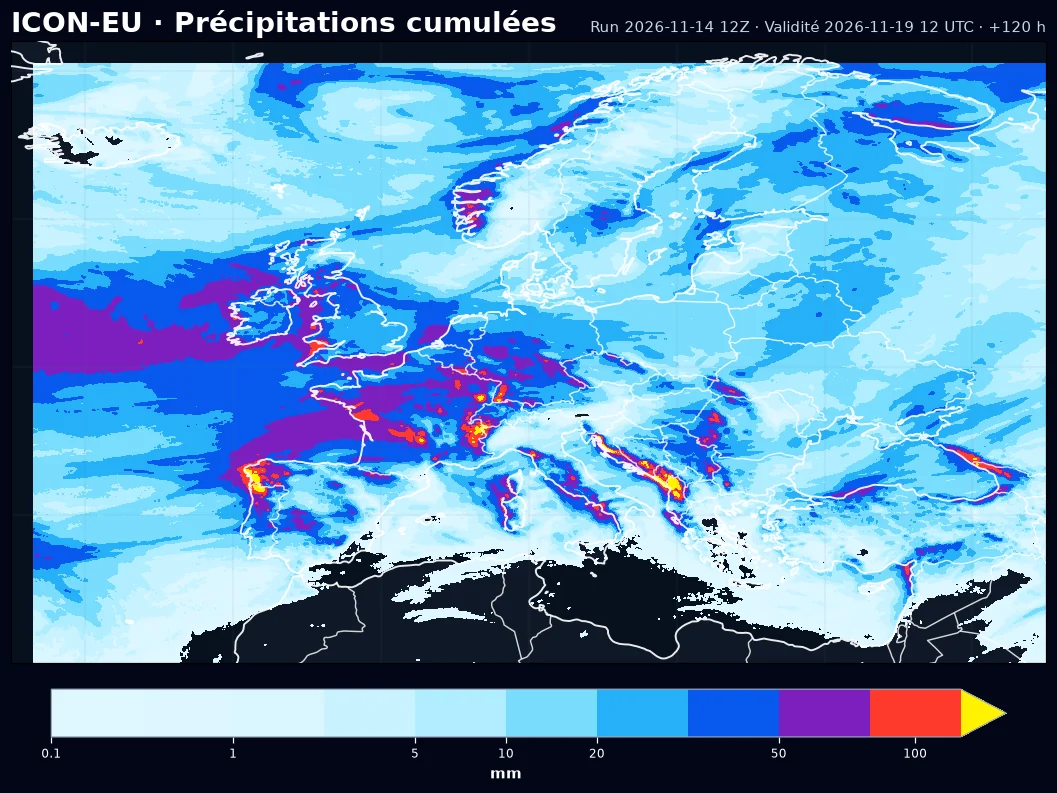 ICON-EU · Précipitations cumulées
Run 2026-11-14 12Z · Validité 2026-11-19 12 UTC · +120 h
0.1 1 5 10 20 50 100
mm